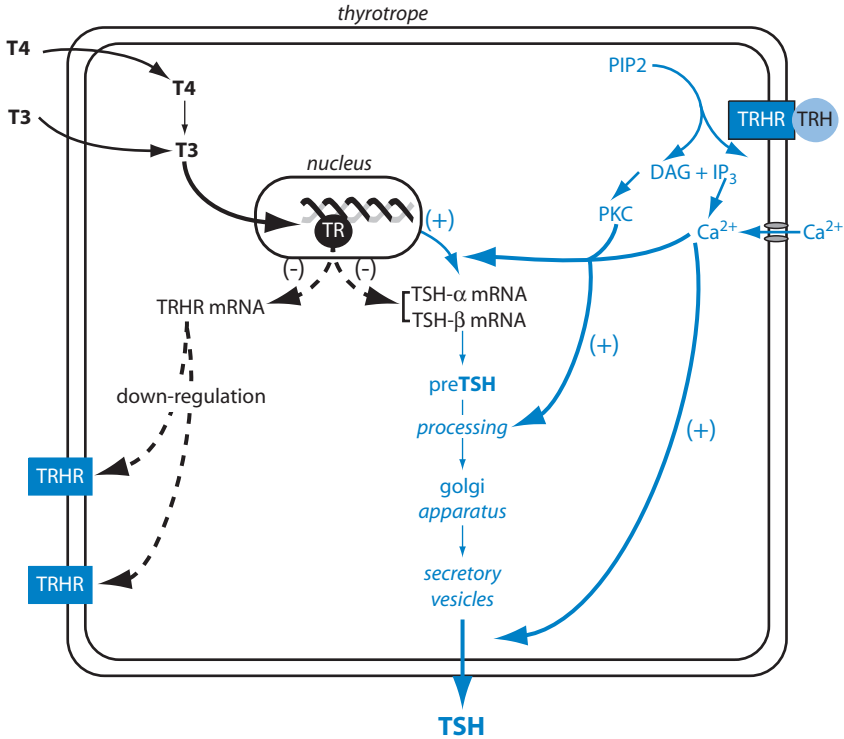 thyrotrope
T4
T4
T3
T3
PIP2
TRHR
TRH
nucleus
DAG + IP₃
TR
(+)
PKC
Ca²⁺
Ca²⁺
(-)
(-)
TRHR mRNA
TSH-α mRNA
TSH-β mRNA
(+)
preTSH
down-regulation
processing
(+)
TRHR
golgi
apparatus
TRHR
secretory
vesicles
TSH